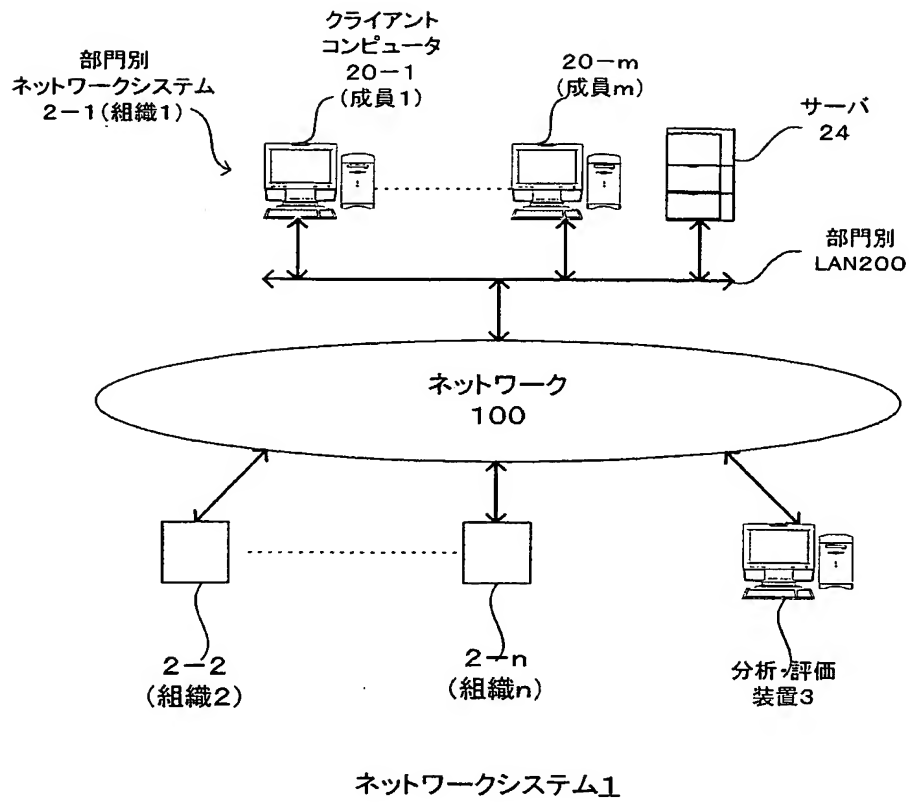 クライアント
コンピュータ
20-1
(成員1)
20-m
(成員m)
部門別
ネットワークシステム
2-1(組織1)
サーバ
24
部門別
LAN200
ネットワーク
100
2-2
(組織2)
2-n
(組織n)
分析・評価
装置3
ネットワークシステム1